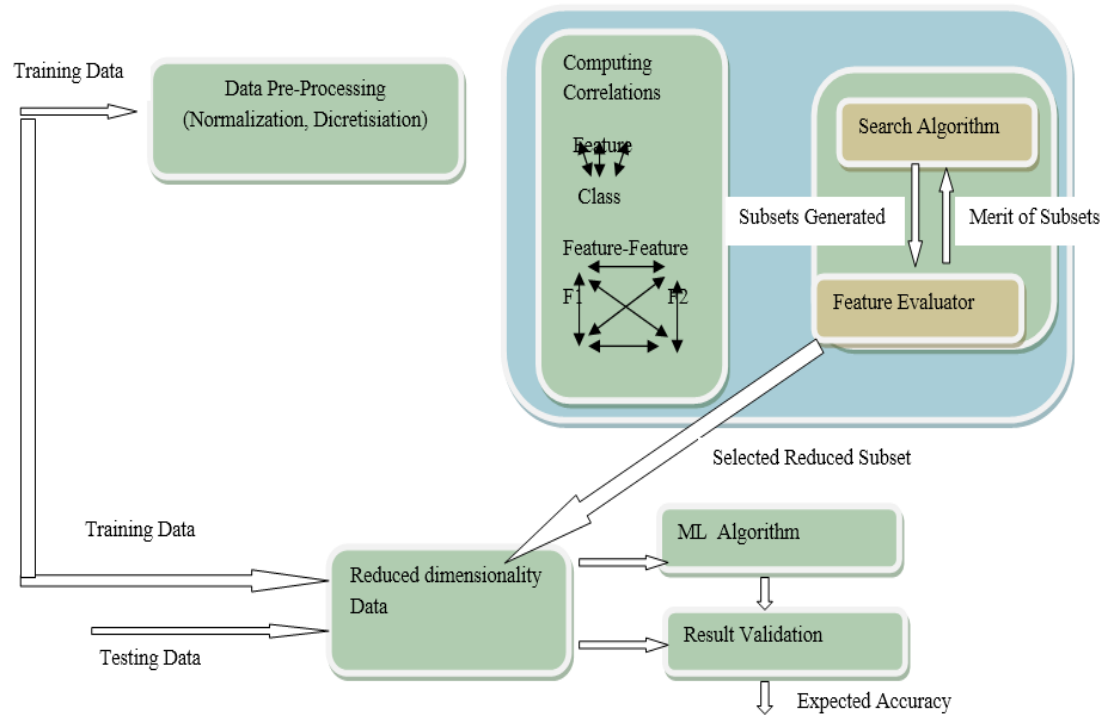 Training Data
Data Pre-Processing
(Normalization, Dicretisiation)
Computing
Correlations
Feature
Class
Feature-Feature
F1
F2
Search Algorithm
Subsets Generated
Merit of Subsets
Feature Evaluator
Selected Reduced Subset
Training Data
Testing Data
Reduced dimensionality
Data
ML Algorithm
Result Validation
Expected Accuracy